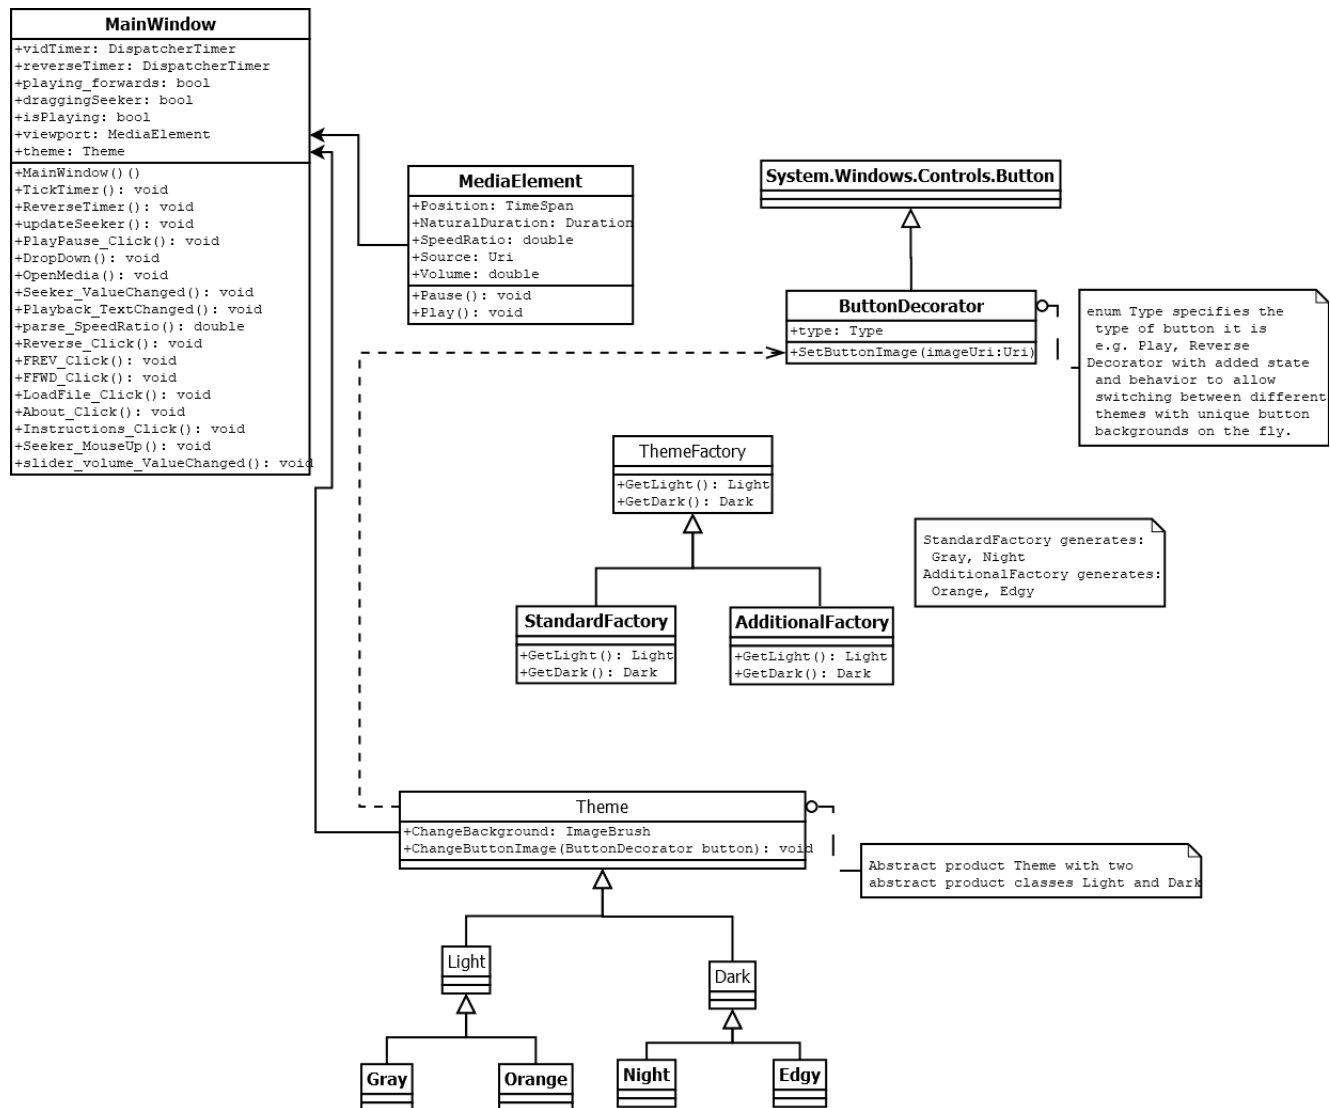 MainWindow
+vidTimer: DispatcherTimer
+reverseTimer: DispatcherTimer
+playing_forwards: bool
+draggingSeeker: bool
+isPlaying: bool
+viewport: MediaElement
+theme: Theme
+MainWindow()()
+TickTimer(): void
+ReverseTimer(): void
+updateSeeker(): void
+PlayPause_Click(): void
+DropDown(): void
+OpenMedia(): void
+Seeker_ValueChanged(): void
+Playback_TextChanged(): void
+parse_SpeedRatio(): double
+Reverse_Click(): void
+FREV_Click(): void
+FFWD_Click(): void
+LoadFile_Click(): void
+About_Click(): void
+Instructions_Click(): void
+Seeker_MouseUp(): void
+slider_volume_ValueChanged(): void
MediaElement
+Position: TimeSpan
+NaturalDuration: Duration
+SpeedRatio: double
+Source: Uri
+Volume: double
+Pause(): void
+Play(): void
System.Windows.Controls.Button
ButtonDecorator
+type: Type
+SetButtonImage(imageUri:Uri)
enum Type specifies the
type of button it is
e.g. Play, Reverse
Decorator with added state
and behavior to allow
switching between different
themes with unique button
backgrounds on the fly.
ThemeFactory
+GetLight(): Light
+GetDark(): Dark
StandardFactory generates:
Gray, Night
AdditionalFactory generates:
Orange, Edgy
StandardFactory
+GetLight(): Light
+GetDark(): Dark
AdditionalFactory
+GetLight(): Light
+GetDark(): Dark
Theme
+ChangeBackground: ImageBrush
+ChangeButtonImage(ButtonDecorator button): void
Abstract product Theme with two
abstract product classes Light and Dark
Light
Dark
Gray
Orange
Night
Edgy